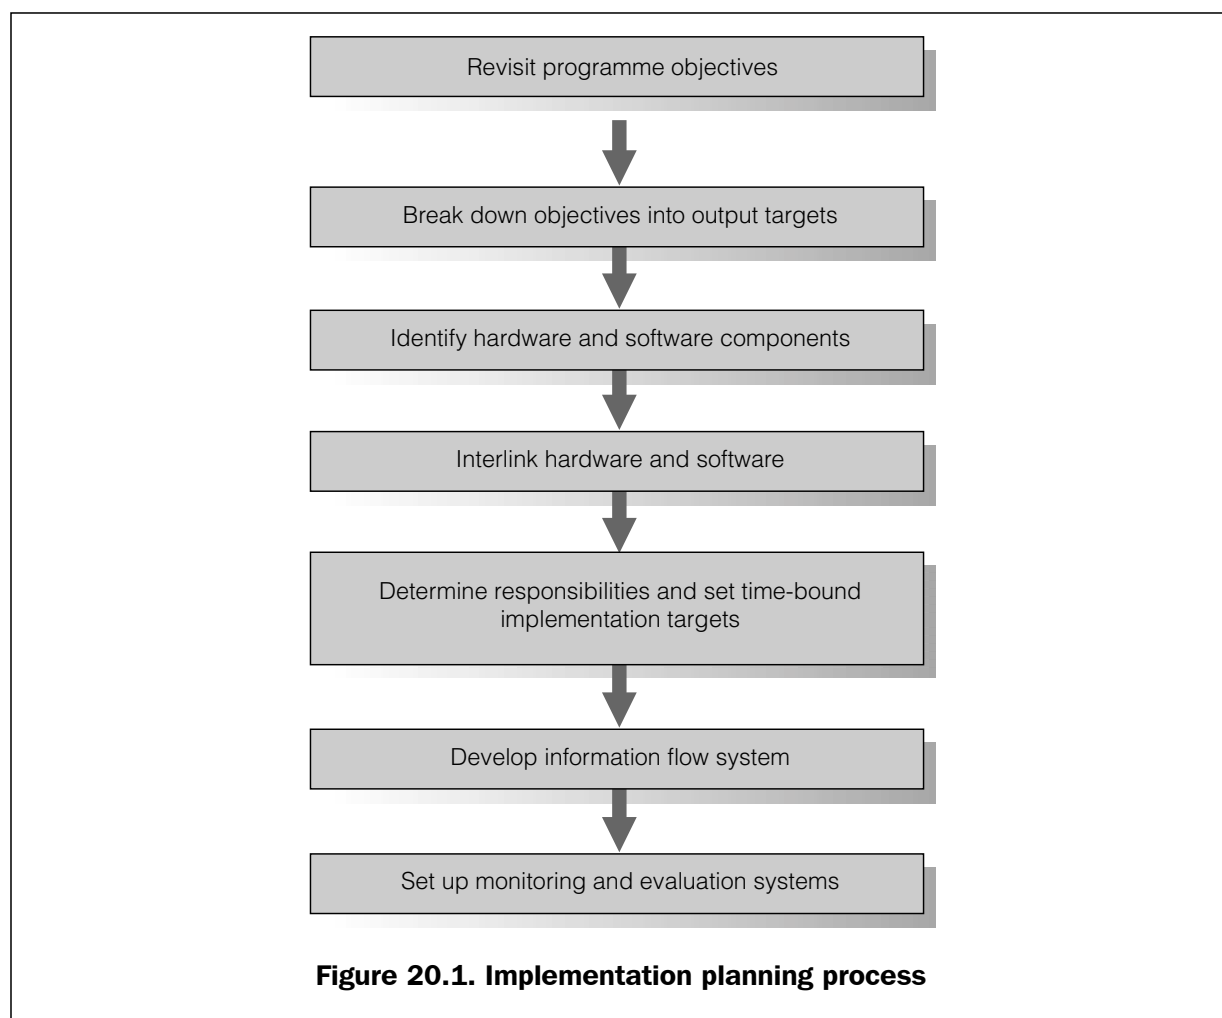 Revisit programme objectives
Break down objectives into output targets
Identify hardware and software components
Interlink hardware and software
Determine responsibilities and set time-bound
implementation targets
Develop information flow system
Set up monitoring and evaluation systems
Figure 20.1. Implementation planning process